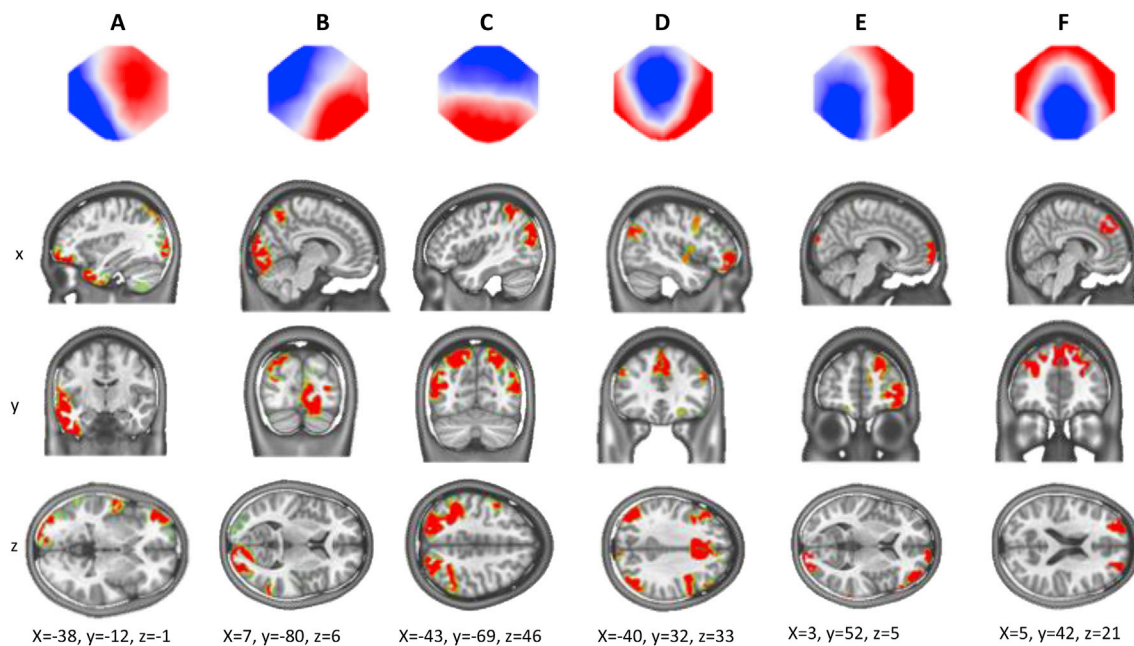 A B C D E F
x
y
z
X=-38, y=-12, z=-1 X=7, y=-80, z=6 X=-43, y=-69, z=46 X=-40, y=32, z=33 X=3, y=52, z=5 X=5, y=42, z=21